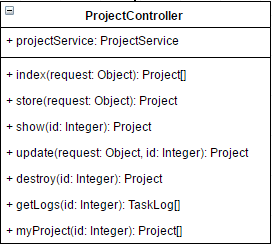 ProjectController
+ projectService: ProjectService
+ index(request: Object): Project[]
+ store(request: Object): Project
+ show(id: Integer): Project
+ update(request: Object, id: Integer): Project
+ destroy(id: Integer): Project
+ getLogs(id: Integer): TaskLog[]
+ myProject(id: Integer): Project[]